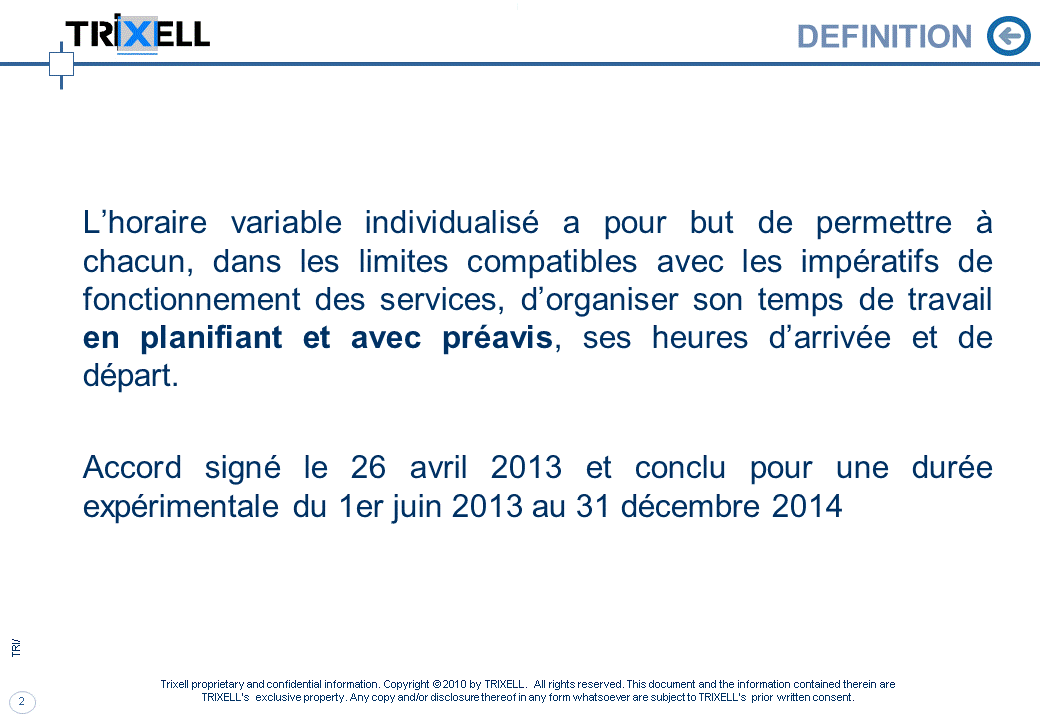 TRiXELL
DEFINITION
L’horaire variable individualisé a pour but de permettre à
chacun, dans les limites compatibles avec les impératifs de
fonctionnement des services, d’organiser son temps de travail
en planifiant et avec préavis, ses heures d’arrivée et de
départ.
Accord signé le 26 avril 2013 et conclu pour une durée
expérimentale du 1er juin 2013 au 31 décembre 2014
TRI/
Trixell proprietary and confidential information. Copyright © 2010 by TRIXELL. All rights reserved. This document and the information contained therein are
TRIXELL's exclusive property. Any copy and/or disclosure thereof in any form whatsoever are subject to TRIXELL's prior written consent.
2